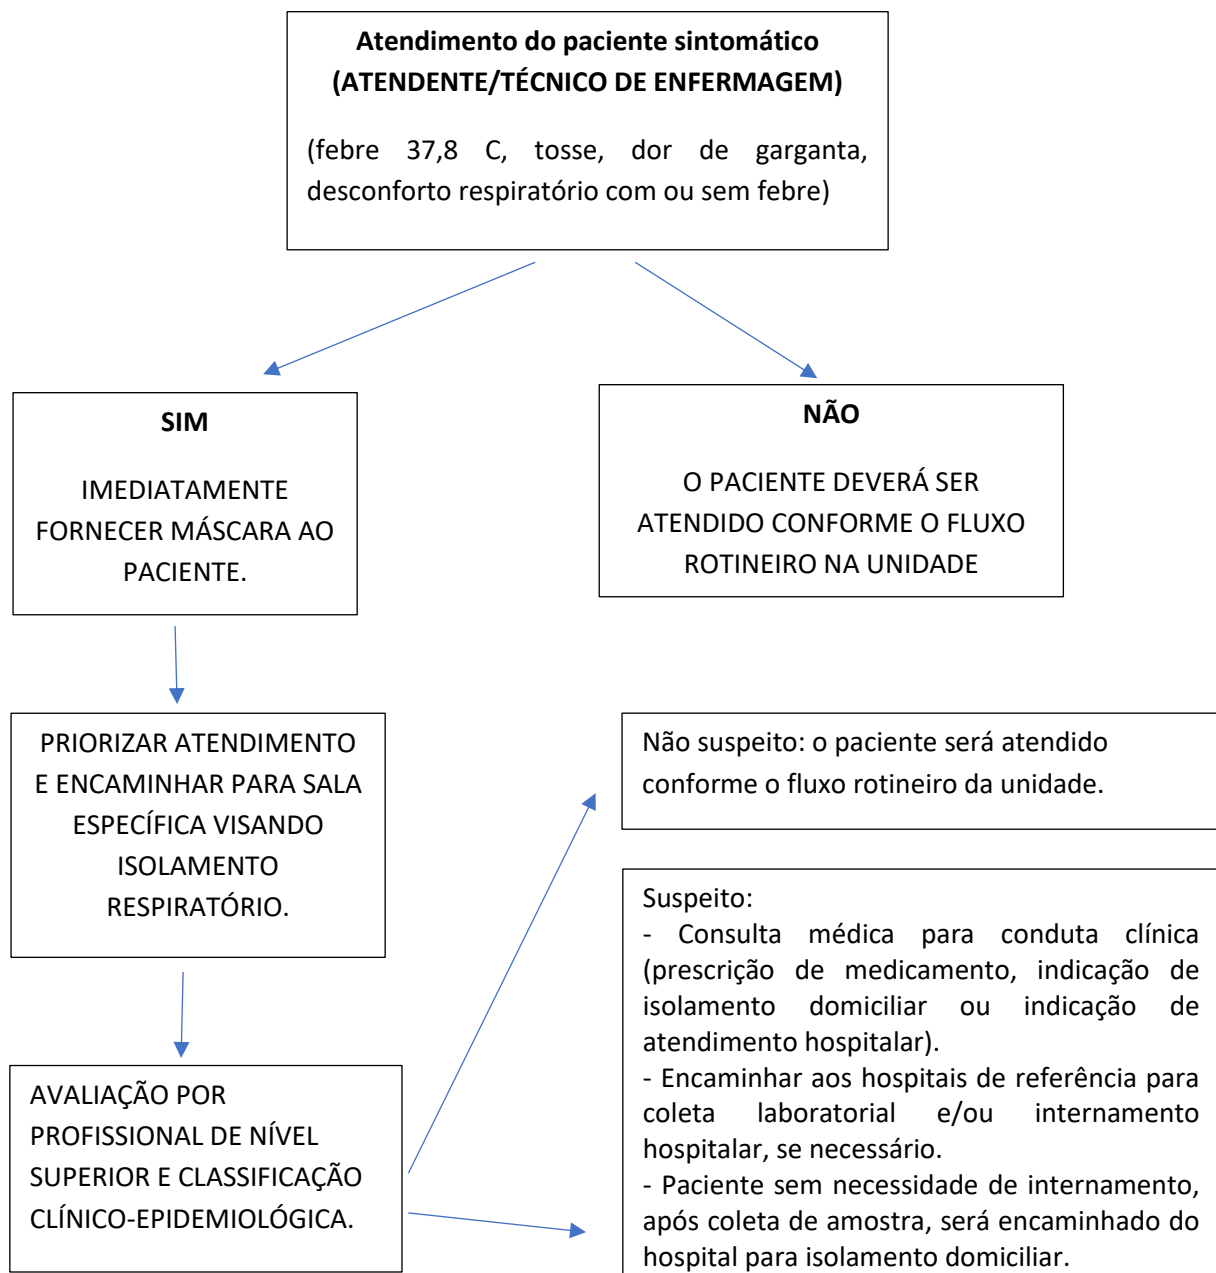 Atendimento do paciente sintomático
(ATENDENTE/TÉCNICO DE ENFERMAGEM)
(febre 37,8 C, tosse, dor de garganta,
desconforto respiratório com ou sem febre)
SIM
IMEDIATAMENTE
FORNECER MÁSCARA AO
PACIENTE.
NÃO
O PACIENTE DEVERÁ SER
ATENDIDO CONFORME O FLUXO
ROTINEIRO NA UNIDADE
PRIORIZAR ATENDIMENTO
E ENCAMINHAR PARA SALA
ESPECÍFICA VISANDO
ISOLAMENTO
RESPIRATÓRIO.
Não suspeito: o paciente será atendido
conforme o fluxo rotineiro da unidade.
AVALIAÇÃO POR
PROFISSIONAL DE NÍVEL
SUPERIOR E CLASSIFICAÇÃO
CLÍNICO-EPIDEMIOLÓGICA.
Suspeito:
- Consulta médica para conduta clínica
(prescrição de medicamento, indicação de
isolamento domiciliar ou indicação de
atendimento hospitalar).
- Encaminhar aos hospitais de referência para
coleta laboratorial e/ou internamento
hospitalar, se necessário.
- Paciente sem necessidade de internamento,
após coleta de amostra, será encaminhado do
hospital para isolamento domiciliar.